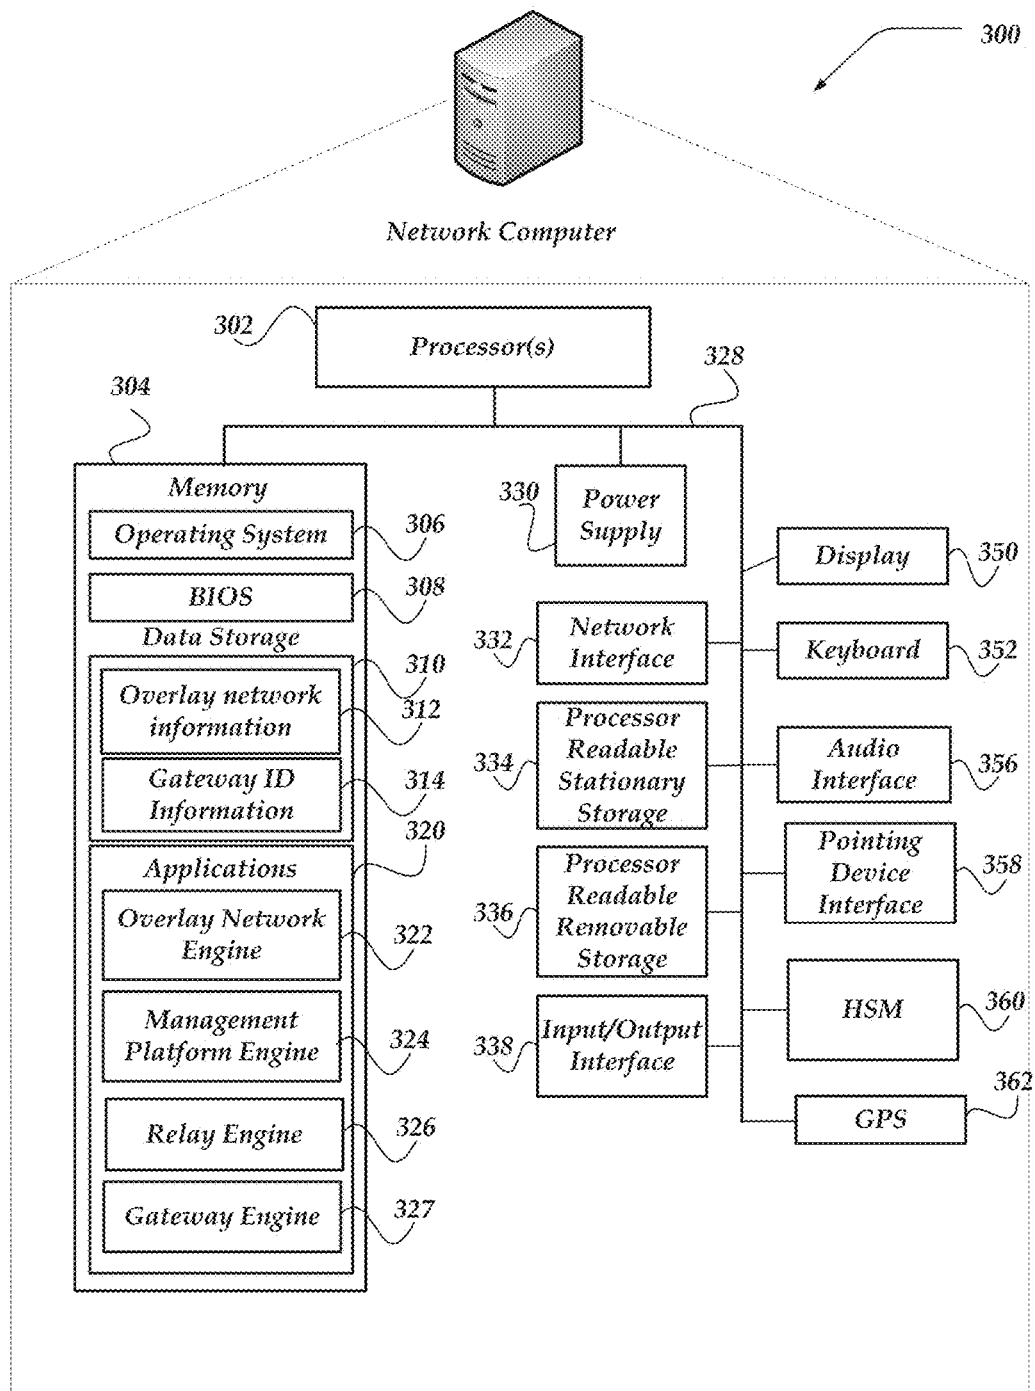 300
Network Computer
302
Processor(s)
328
304
Memory
Operating System
306
BIOS
308
Data Storage
310
Overlay network
information
312
Gateway ID
Information
314
320
Applications
Overlay Network
Engine
322
Management
Platform Engine
324
Relay Engine
326
Gateway Engine
327
330
Power
Supply
332
Network
Interface
334
Processor
Readable
Stationary
Storage
336
Processor
Readable
Removable
Storage
338
Input/Output
Interface
Display
350
Keyboard
352
Audio
Interface
356
Pointing
Device
Interface
358
HSM
360
GPS
362